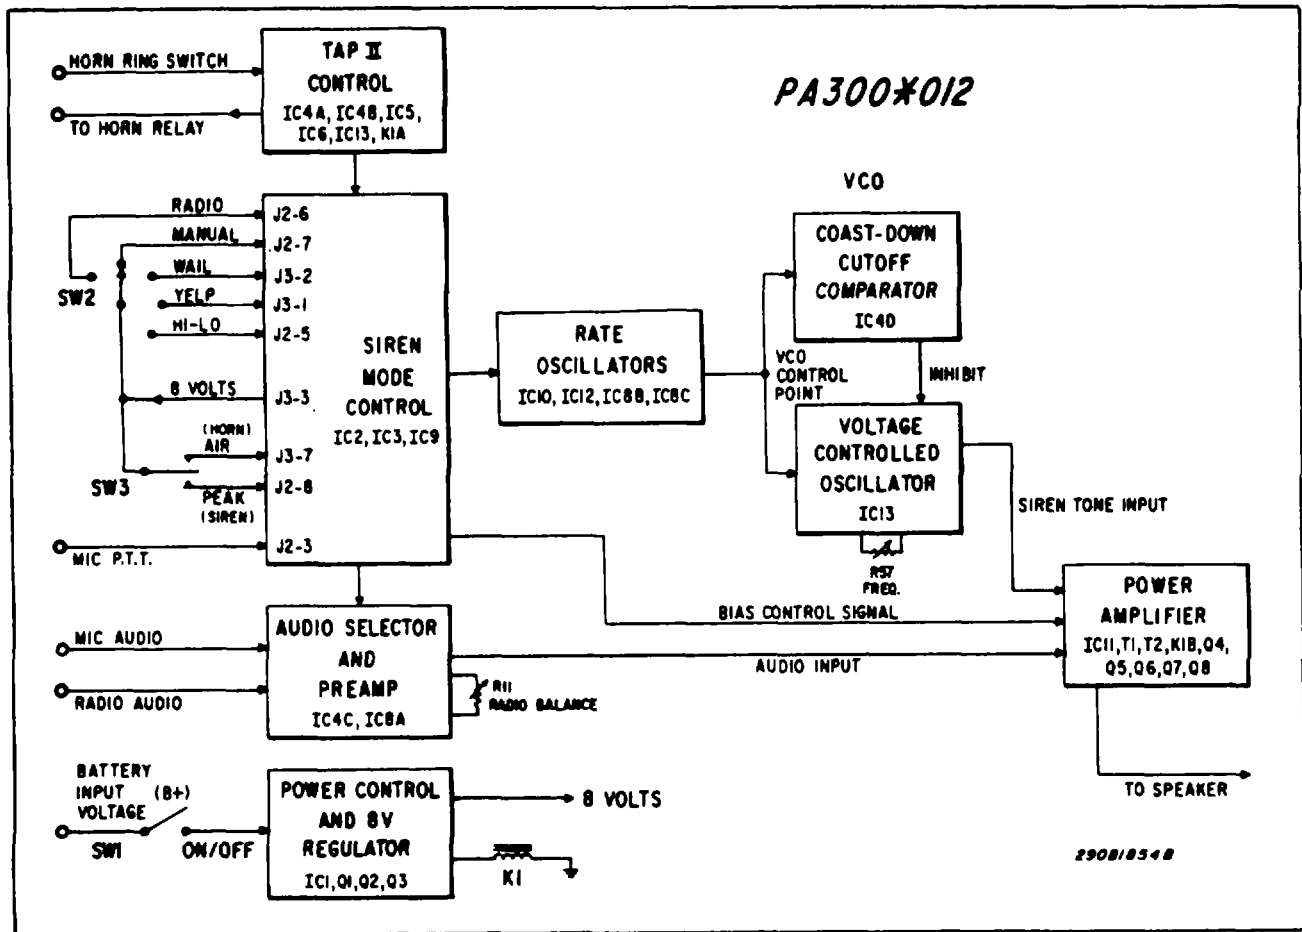 HORN RING SWITCH
TO HORN RELAY
TAP II
CONTROL
IC4A, IC4B, IC5,
IC6, IC13, K1A
PA300*012
RADIO
MANUAL
WAIL
YELP
HI-LO
SW2
8 VOLTS
(HORN)
AIR
SW3
PEAK
(SIREN)
MIC P.T.T.
J2-6
J2-7
J3-2
J3-1
J2-5
J3-3
J3-7
J2-8
J2-3
SIREN
MODE
CONTROL
IC2, IC3, IC9
RATE
OSCILLATORS
IC10, IC12, IC8B, IC8C
VCO
CONTROL
POINT
VCO
COAST-DOWN
CUTOFF
COMPARATOR
IC4D
INHIBIT
VOLTAGE
CONTROLLED
OSCILLATOR
IC13
R57
FREQ.
SIREN TONE INPUT
BIAS CONTROL SIGNAL
AUDIO INPUT
POWER
AMPLIFIER
IC11, T1, T2, K1B, Q4,
Q5, Q6, Q7, Q8
TO SPEAKER
MIC AUDIO
RADIO AUDIO
AUDIO SELECTOR
AND
PREAMP
IC4C, IC8A
R11
RADIO BALANCE
BATTERY
INPUT (B+)
VOLTAGE
SW1
ON/OFF
POWER CONTROL
AND 8V
REGULATOR
IC1, Q1, Q2, Q3
8 VOLTS
K1
290B1854B